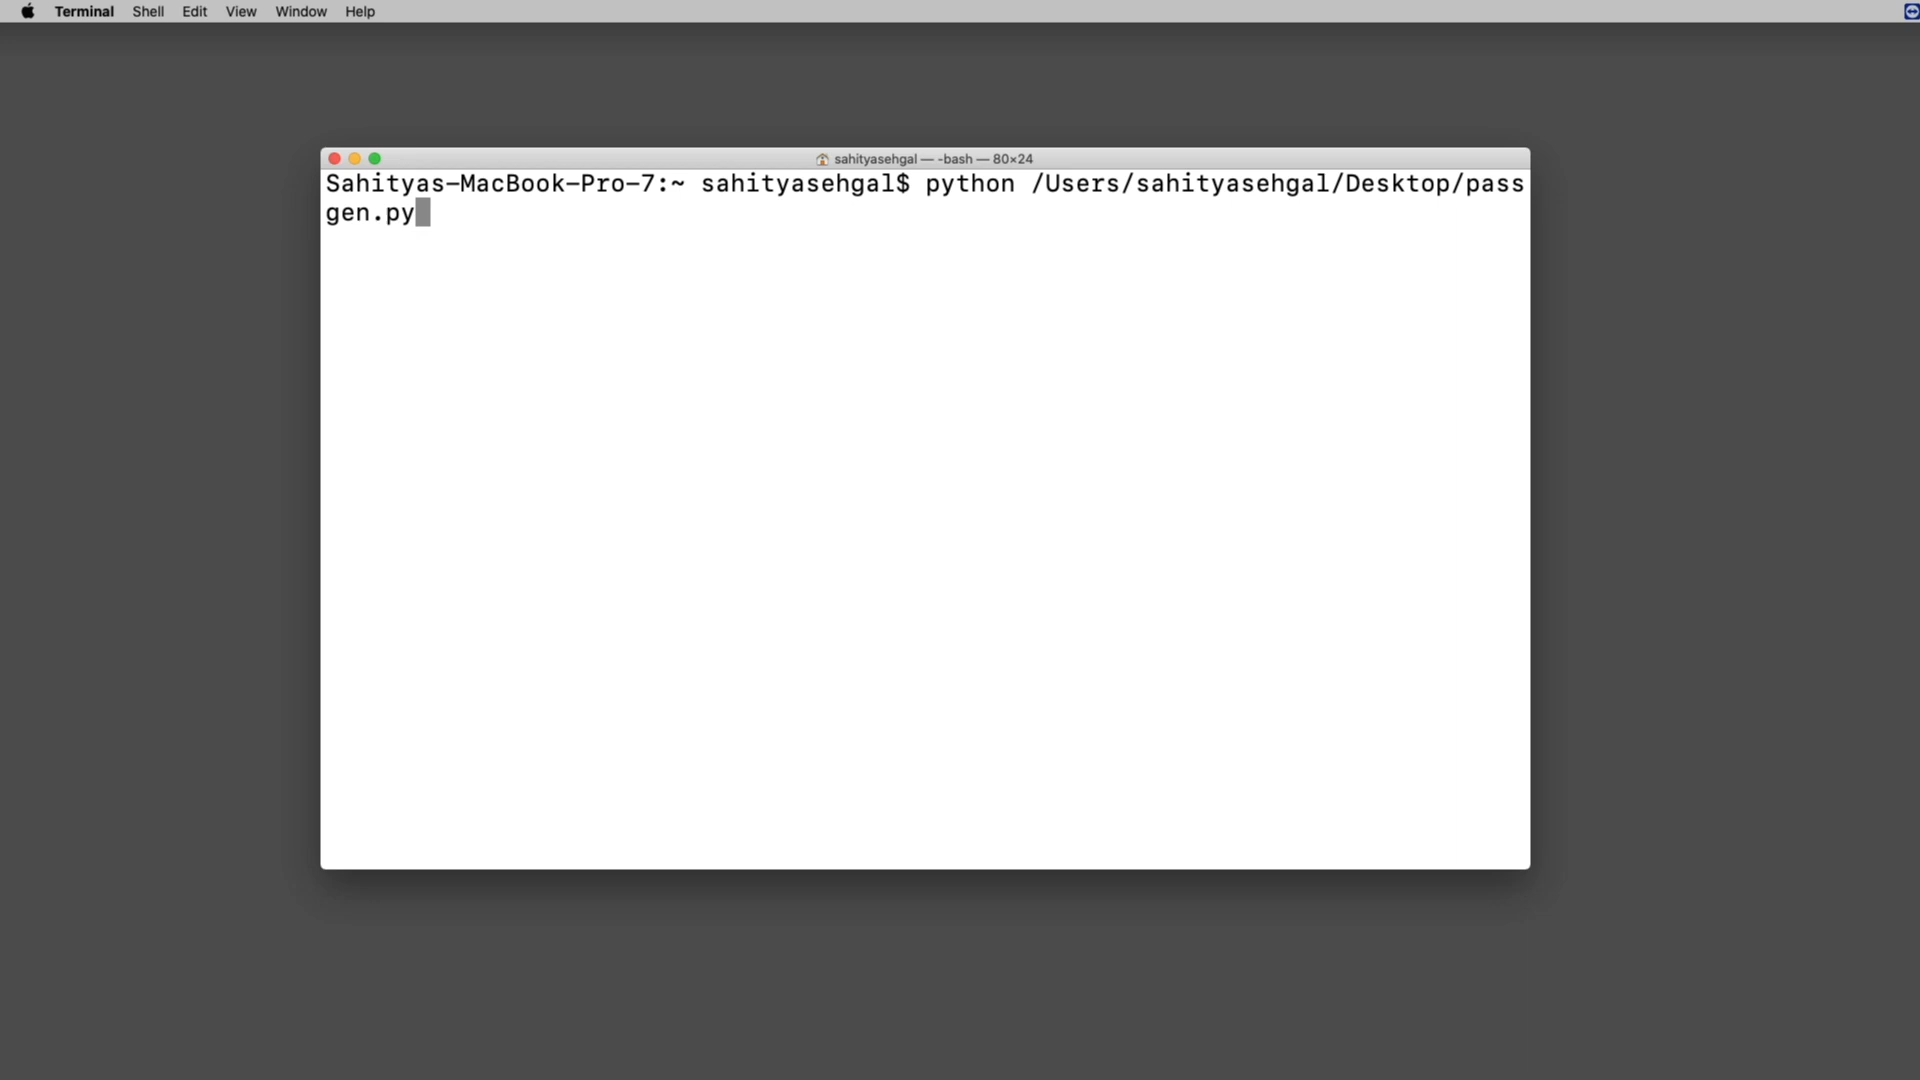 Terminal Shell Edit View Window Help
sahityasehgal — -bash — 80×24
Sahityas-MacBook-Pro-7:~ sahityasehgal$ python /Users/sahityasehgal/Desktop/pass
gen.py